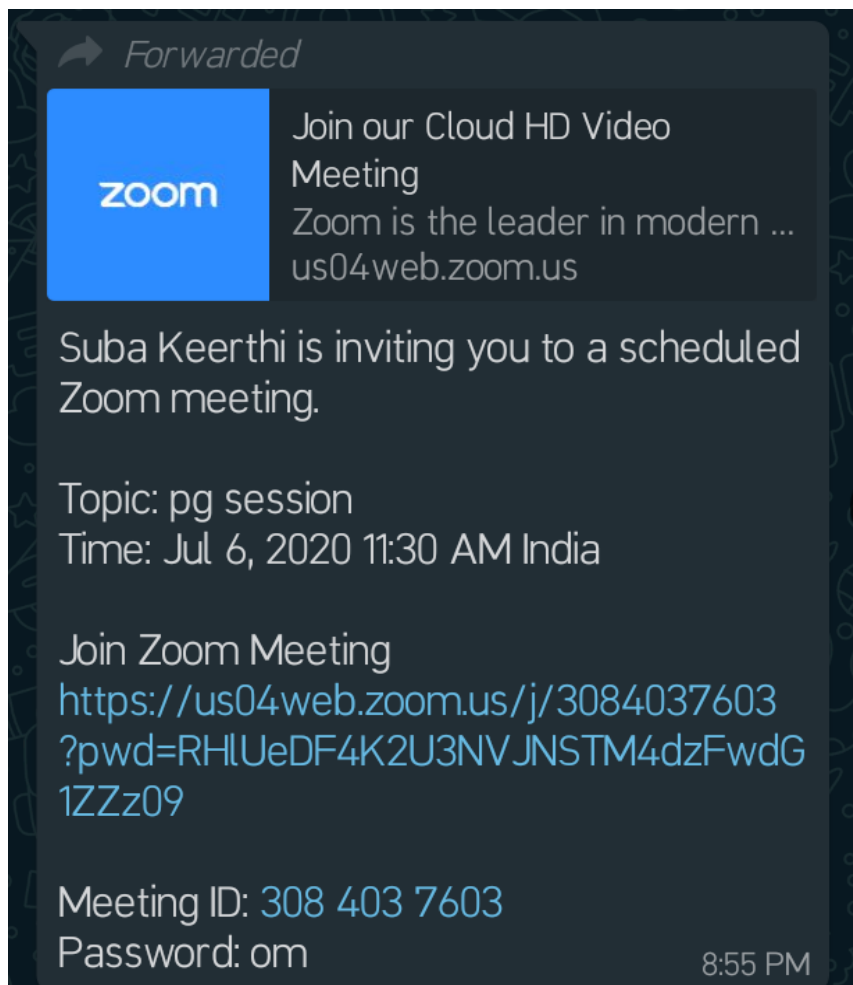 Forwarded
zoom
Join our Cloud HD Video
Meeting
Zoom is the leader in modern ...
us04web.zoom.us
Suba Keerthi is inviting you to a scheduled
Zoom meeting.
Topic: pg session
Time: Jul 6, 2020 11:30 AM India
Join Zoom Meeting
https://us04web.zoom.us/j/3084037603
?pwd=RHlUeDF4K2U3NVJNSTM4dzFwdG
1ZZz09
Meeting ID: 308 403 7603
Password: om
8:55 PM